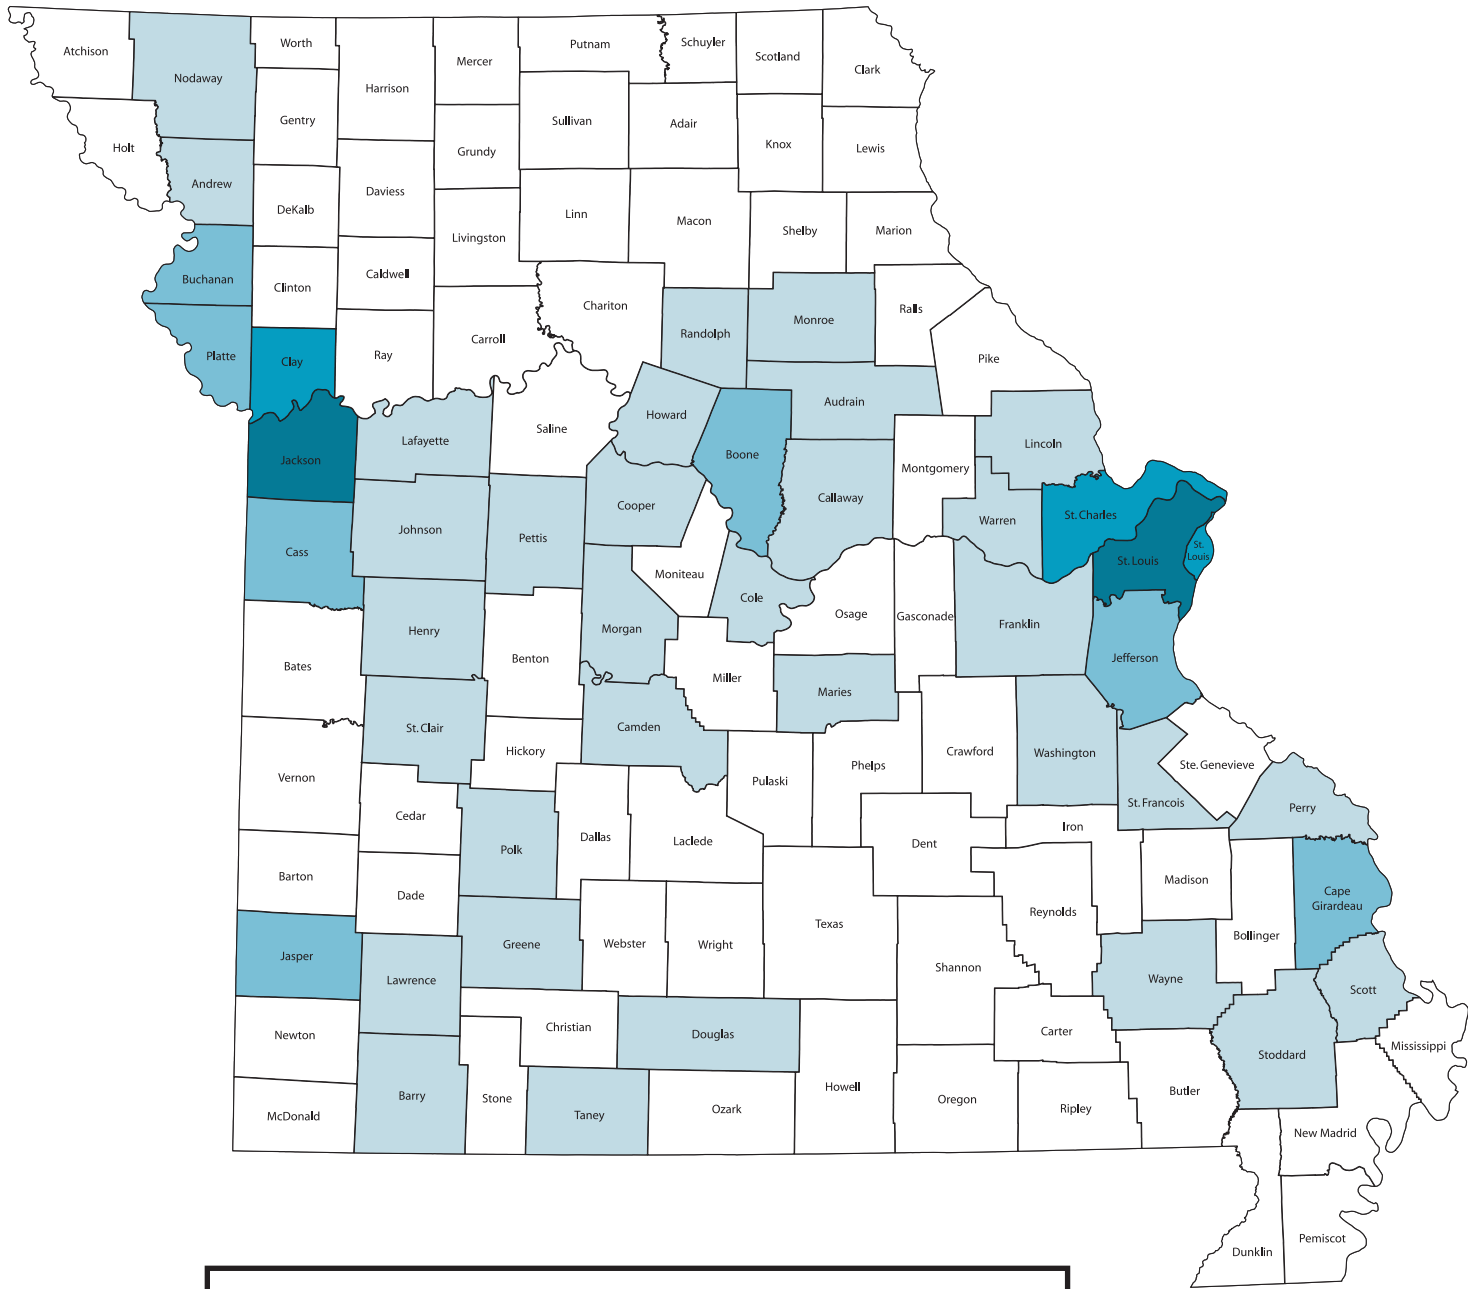 Atchison
Nodaway
Worth
Harrison
Mercer
Putnam
Schuyler
Scotland
Clark
Holt
Gentry
Sullivan
Adair
Knox
Lewis
Grundy
Andrew
DeKalb
Daviess
Livingston
Linn
Macon
Shelby
Marion
Buchanan
Clinton
Caldwell
Chariton
Randolph
Monroe
Ralls
Platte
Clay
Ray
Carroll
Pike
Audrain
Howard
Lafayette
Saline
Boone
Lincoln
Jackson
Montgomery
Callaway
Cooper
Johnson
Pettis
Warren
St. Charles
St.
Louis
St. Louis
Cass
Moniteau
Cole
Osage
Gasconade
Franklin
Henry
Morgan
Jefferson
Bates
Benton
Miller
Maries
St. Clair
Camden
Hickory
Crawford
Washington
Phelps
Pulaski
Ste. Genevieve
Vernon
St. Francois
Perry
Cedar
Dallas
Laclede
Iron
Dent
Polk
Barton
Dade
Madison
Cape
Girardeau
Reynolds
Texas
Bollinger
Greene
Webster
Wright
Jasper
Lawrence
Shannon
Wayne
Scott
Newton
Christian
Douglas
Carter
Mississippi
Stoddard
Barry
Stone
Howell
Oregon
Butler
McDonald
Taney
Ozark
Ripley
New Madrid
Dunklin
Pemiscot